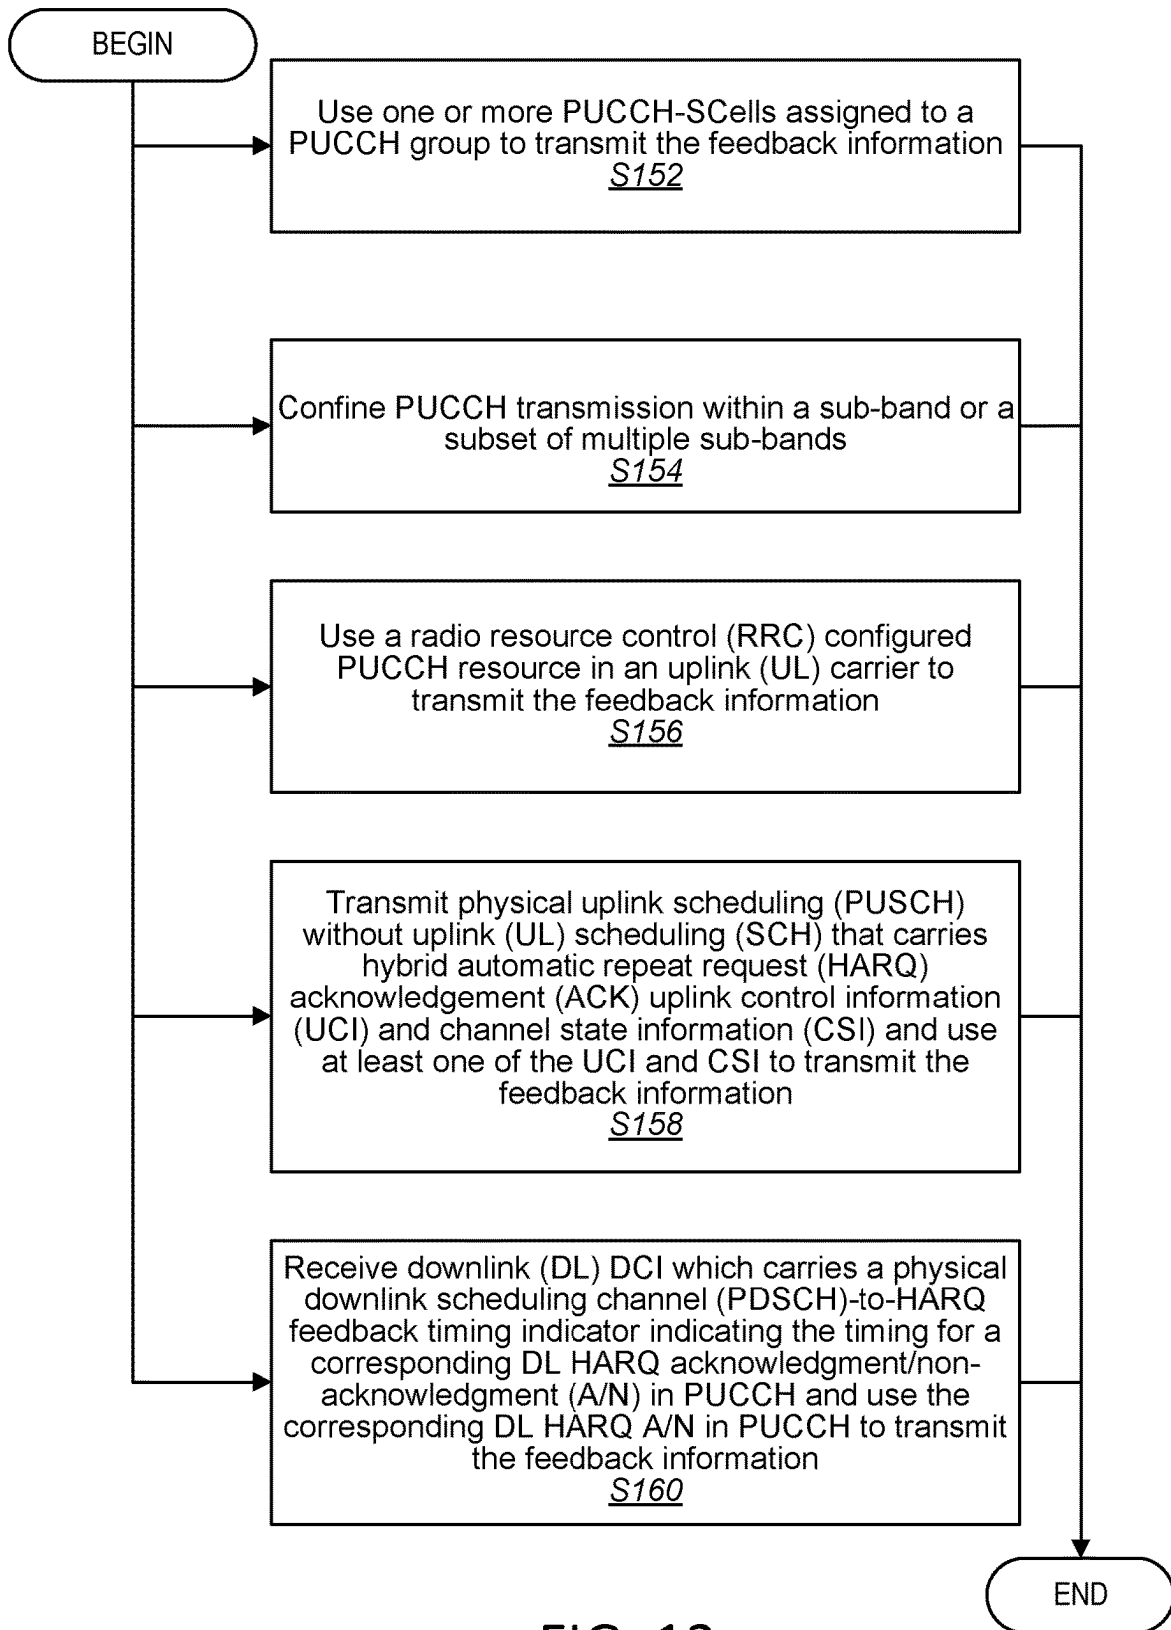 BEGIN
Use one or more PUCCH-SCells assigned to a
PUCCH group to transmit the feedback information
S152
Confine PUCCH transmission within a sub-band or a
subset of multiple sub-bands
S154
Use a radio resource control (RRC) configured
PUCCH resource in an uplink (UL) carrier to
transmit the feedback information
S156
Transmit physical uplink scheduling (PUSCH)
without uplink (UL) scheduling (SCH) that carries
hybrid automatic repeat request (HARQ)
acknowledgement (ACK) uplink control information
(UCI) and channel state information (CSI) and use
at least one of the UCI and CSI to transmit the
feedback information
S158
Receive downlink (DL) DCI which carries a physical
downlink scheduling channel (PDSCH)-to-HARQ
feedback timing indicator indicating the timing for a
corresponding DL HARQ acknowledgment/non-
acknowledgment (A/N) in PUCCH and use the
corresponding DL HARQ A/N in PUCCH to transmit
the feedback information
S160
END